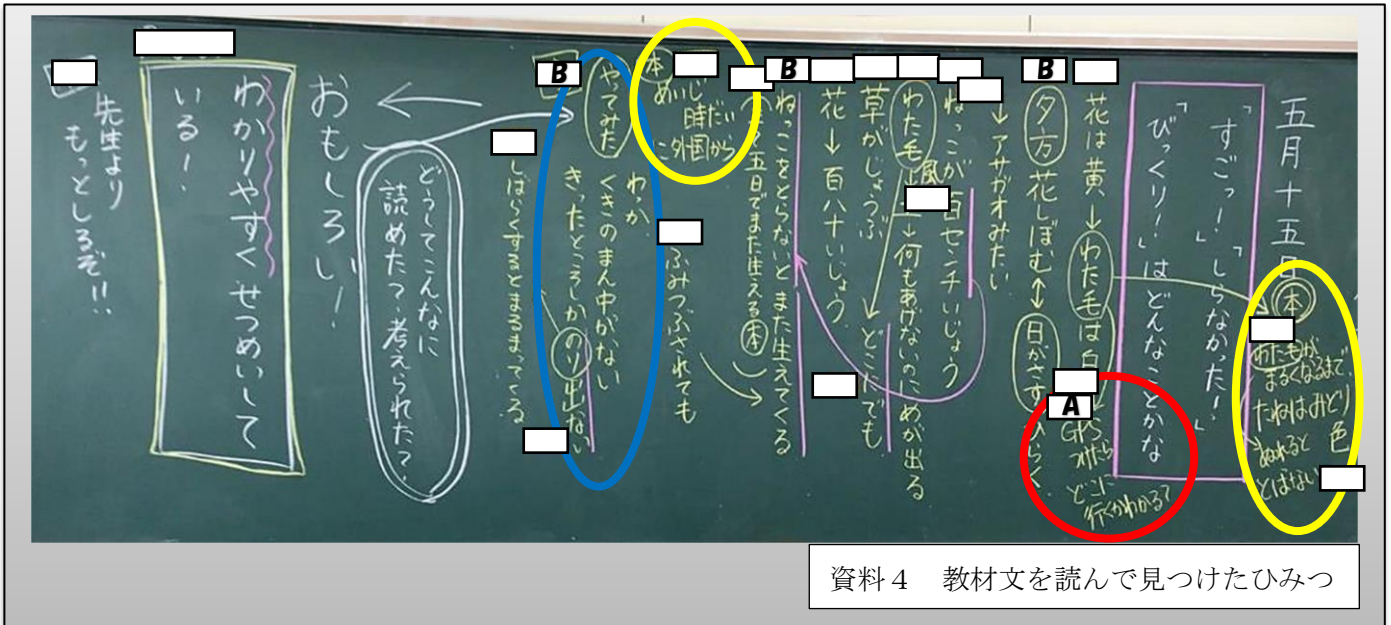 五月十五日
本
わたもが
まるくなるまで
たねはみどり色
ぬれると
とばない
「すごっ!」「しらなかった!」
「びっくり!」はどんなことかな
花は黄→わた毛は白
A
GPS
つけたら
どこに
行くかわかる?
B
夕方 花しぼむ↔日がさす ひらく
ねっこが百センチいじょう
→アサガオみたい
わた毛 風
土→何もあげないのにめが出る
草がじょうぶ→どこにでも
花→百八十いじょう
B
ねっこをとらないとまた生えてくる
五日でまた生える 本
ふみつぶされても
本
めいじ
時だい
に外国から
B
やってみた
わっか
くきのまん中がない
きったところしか のり出ない
しばらくするとまるまってくる
どうしてこんなに
読めた?考えられた?
おもしろい!
わかりやすくせつめいして
いる!
先生より
もっとしるぞ!!
資料4 教材文を読んで見つけたひみつ